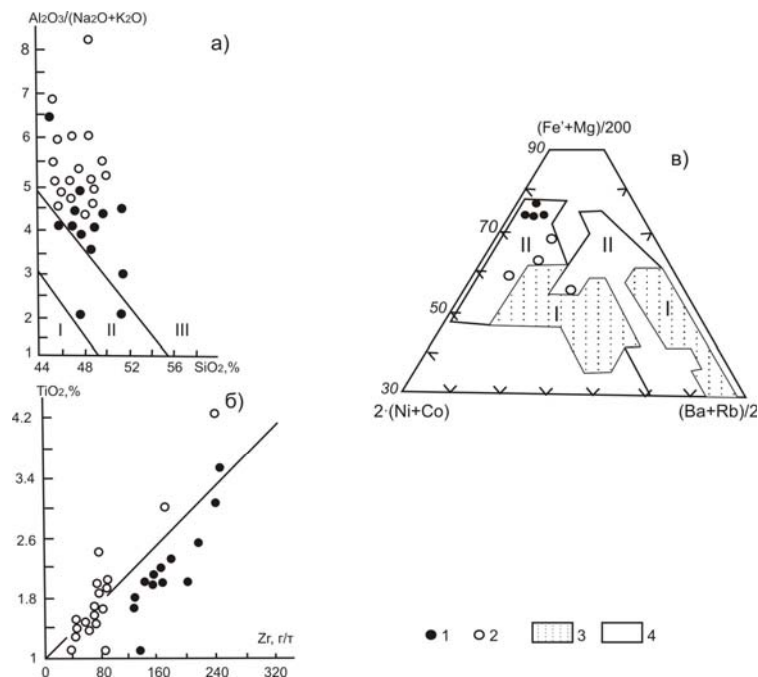 Al2O3/(Na2O+K2O)
а)
8
7
6
5
4
3
2
1
I
II
III
44
48
52
56
SiO2,%
TiO2,%
б)
4.2
3.4
2.6
1.8
1
Zr, г/т
0
80
160
240
320
(Fe'+Mg)/200
в)
90
70
II
II
50
I
I
30
2·(Ni+Co)
(Ba+Rb)/2
1
2
3
4